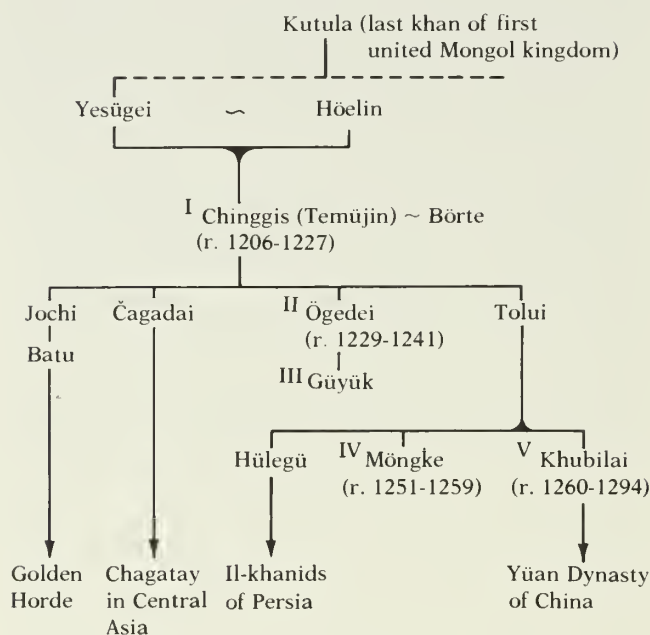 Kutula (last khan of first
united Mongol kingdom)
Yesügei ~ Höelin
I Chinggis (Temüjin) ~ Börte
(r. 1206-1227)
Jochi Čagadai II Ögedei Tolui
(r. 1229-1241)
Batu
III Güyük
Hülegü IV Möngke V Khubilai
(r. 1251-1259) (r. 1260-1294)
Golden Chagatay Il-khanids Yüan Dynasty
Horde in Central of Persia of China
Asia